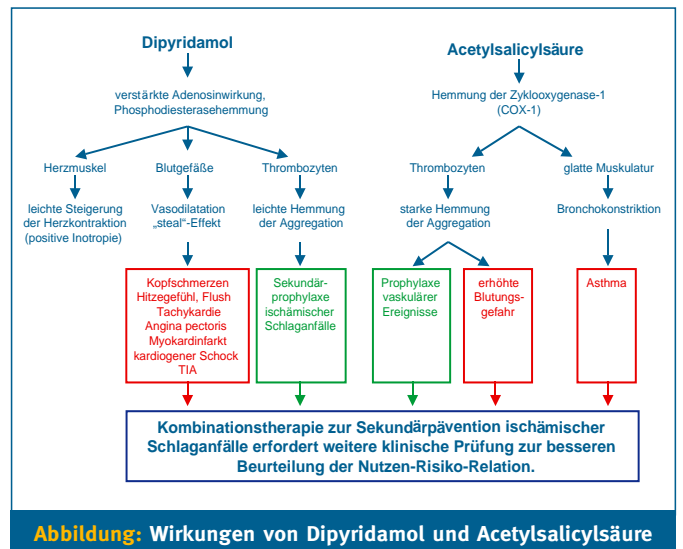 Dipyridamol
verstärkte Adenosinwirkung,
Phosphodiesterasehemmung
Herzmuskel
Blutgefäße
Thrombozyten
leichte Steigerung
der Herzkontraktion
(positive Inotropie)
Vasodilatation
„steal“-Effekt
leichte Hemmung
der Aggregation
Kopfschmerzen
Hitzegefühl, Flush
Tachykardie
Angina pectoris
Myokardinfarkt
kardiogener Schock
TIA
Sekundär-
prophylaxe
ischämischer
Schlaganfälle
Acetylsalicylsäure
Hemmung der Zyklooxygenase-1
(COX-1)
Thrombozyten
glatte Muskulatur
starke Hemmung
der Aggregation
Bronchokonstriktion
Prophylaxe
vaskulärer
Ereignisse
erhöhte
Blutungs-
gefahr
Asthma
Kombinationstherapie zur Sekundärpävention ischämischer
Schlaganfälle erfordert weitere klinische Prüfung zur besseren
Beurteilung der Nutzen-Risiko-Relation.
Abbildung: Wirkungen von Dipyridamol und Acetylsalicylsäure